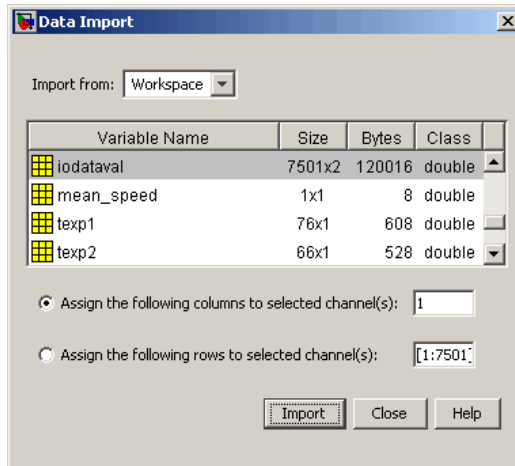 Data Import
Import from: Workspace
Variable Name Size Bytes Class
iodataval 7501x2 120016 double
mean_speed 1x1 8 double
texp1 76x1 608 double
texp2 66x1 528 double
Assign the following columns to selected channel(s): 1
Assign the following rows to selected channel(s): [1:7501]
Import Close Help